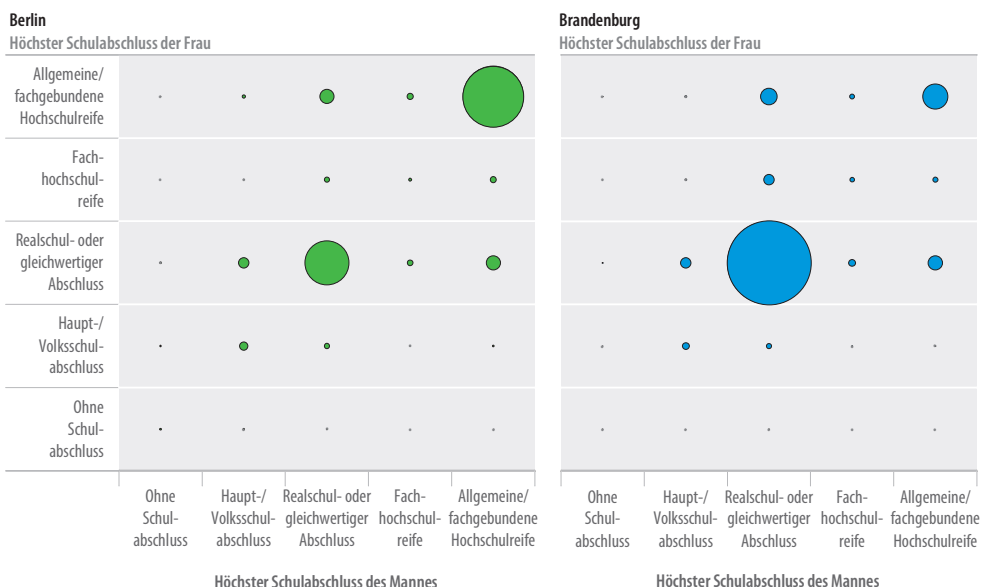 Berlin
Höchster Schulabschluss der Frau
Allgemeine/
fachgebundene
Hochschulreife
Fach-
hochschul-
reife
Realschul- oder
gleichwertiger
Abschluss
Haupt-/
Volksschul-
abschluss
Ohne
Schul-
abschluss
Ohne
Schul-
abschluss
Haupt-/
Volksschul-
abschluss
Realschul- oder
gleichwertiger
Abschluss
Fach-
hochschul-
reife
Allgemeine/
fachgebundene
Hochschulreife
Höchster Schulabschluss des Mannes
Brandenburg
Höchster Schulabschluss der Frau
Ohne
Schul-
abschluss
Haupt-/
Volksschul-
abschluss
Realschul- oder
gleichwertiger
Abschluss
Fach-
hochschul-
reife
Allgemeine/
fachgebundene
Hochschulreife
Höchster Schulabschluss des Mannes